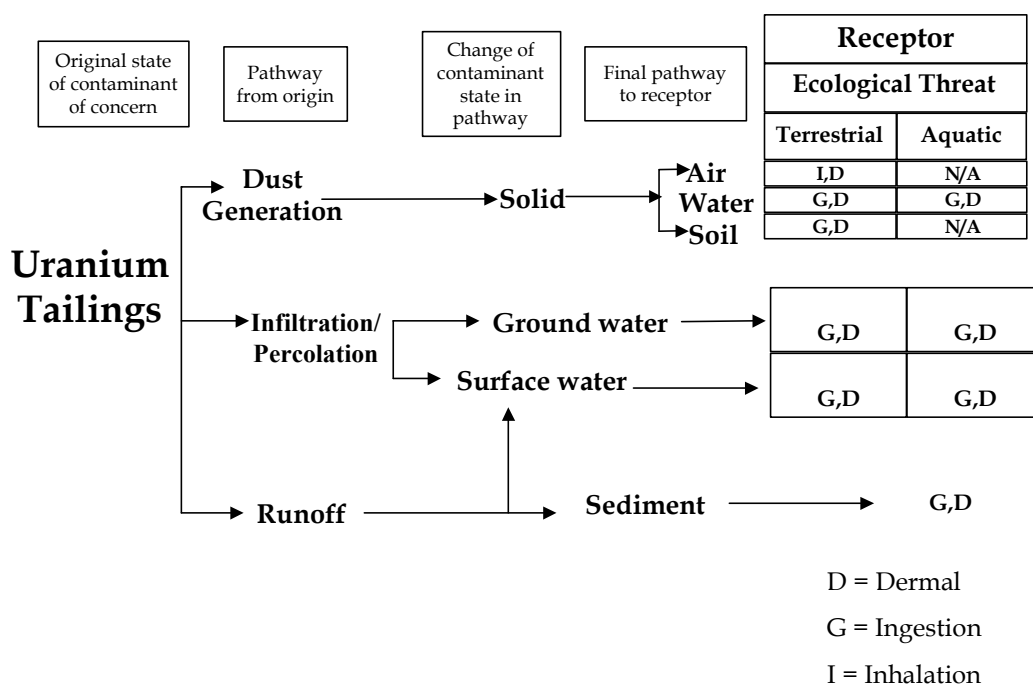 Original state
of contaminant
of concern
Pathway
from origin
Change of
contaminant
state in
pathway
Final pathway
to receptor
Receptor
Ecological Threat
Terrestrial
Aquatic
I,D
N/A
G,D
G,D
G,D
N/A
Dust
Generation
Solid
Air
Water
Soil
Uranium
Tailings
Infiltration/
Percolation
Ground water
G,D
G,D
Surface water
G,D
G,D
Runoff
Sediment
G,D
D = Dermal
G = Ingestion
I = Inhalation